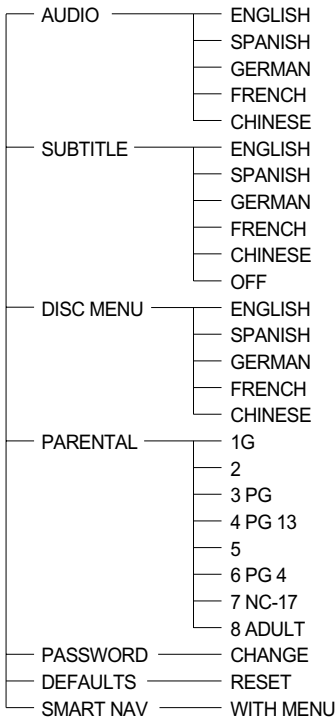 AUDIO ENGLISH
SPANISH
GERMAN
FRENCH
CHINESE
SUBTITLE ENGLISH
SPANISH
GERMAN
FRENCH
CHINESE
OFF
DISC MENU ENGLISH
SPANISH
GERMAN
FRENCH
CHINESE
PARENTAL 1G
2
3 PG
4 PG 13
5
6 PG 4
7 NC-17
8 ADULT
PASSWORD CHANGE
DEFAULTS RESET
SMART NAV WITH MENU